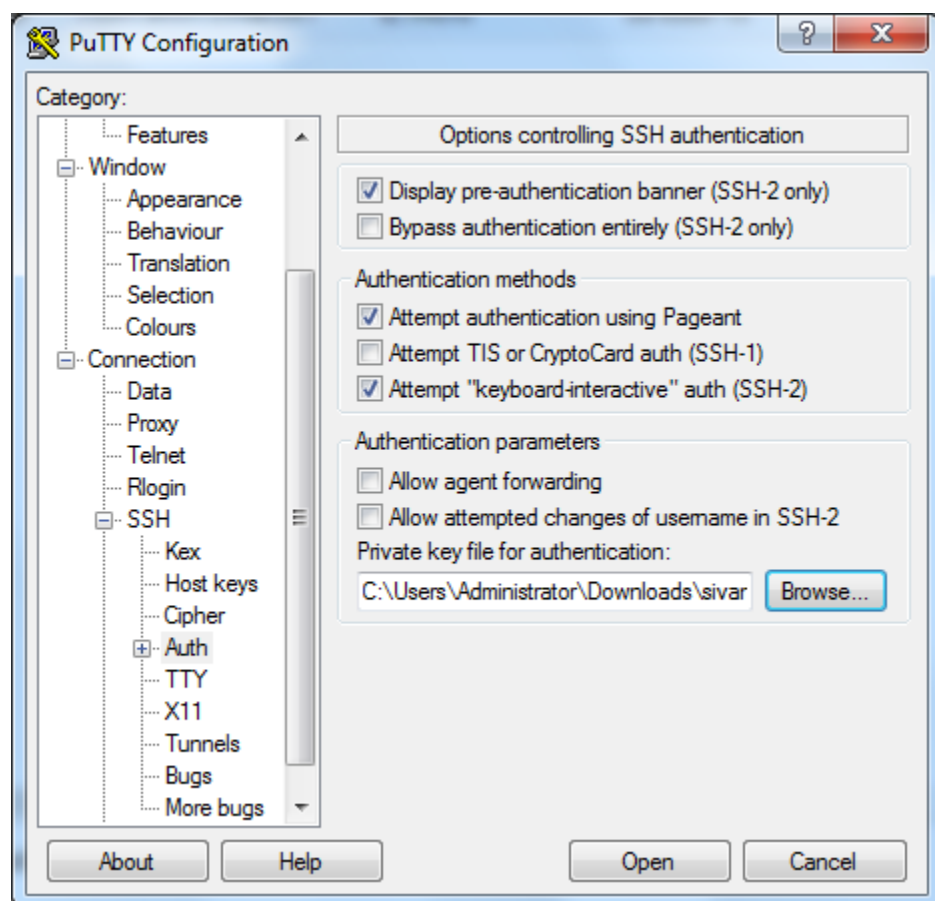 PuTTY Configuration
?
X
Category:
Features
Window
Appearance
Behaviour
Translation
Selection
Colours
Connection
Data
Proxy
Telnet
Rlogin
SSH
Kex
Host keys
Cipher
Auth
TTY
X11
Tunnels
Bugs
More bugs
Options controlling SSH authentication
Display pre-authentication banner (SSH-2 only)
Bypass authentication entirely (SSH-2 only)
Authentication methods
Attempt authentication using Pageant
Attempt TIS or CryptoCard auth (SSH-1)
Attempt "keyboard-interactive" auth (SSH-2)
Authentication parameters
Allow agent forwarding
Allow attempted changes of username in SSH-2
Private key file for authentication:
C:\Users\Administrator\Downloads\sivar Browse...
About Help Open Cancel